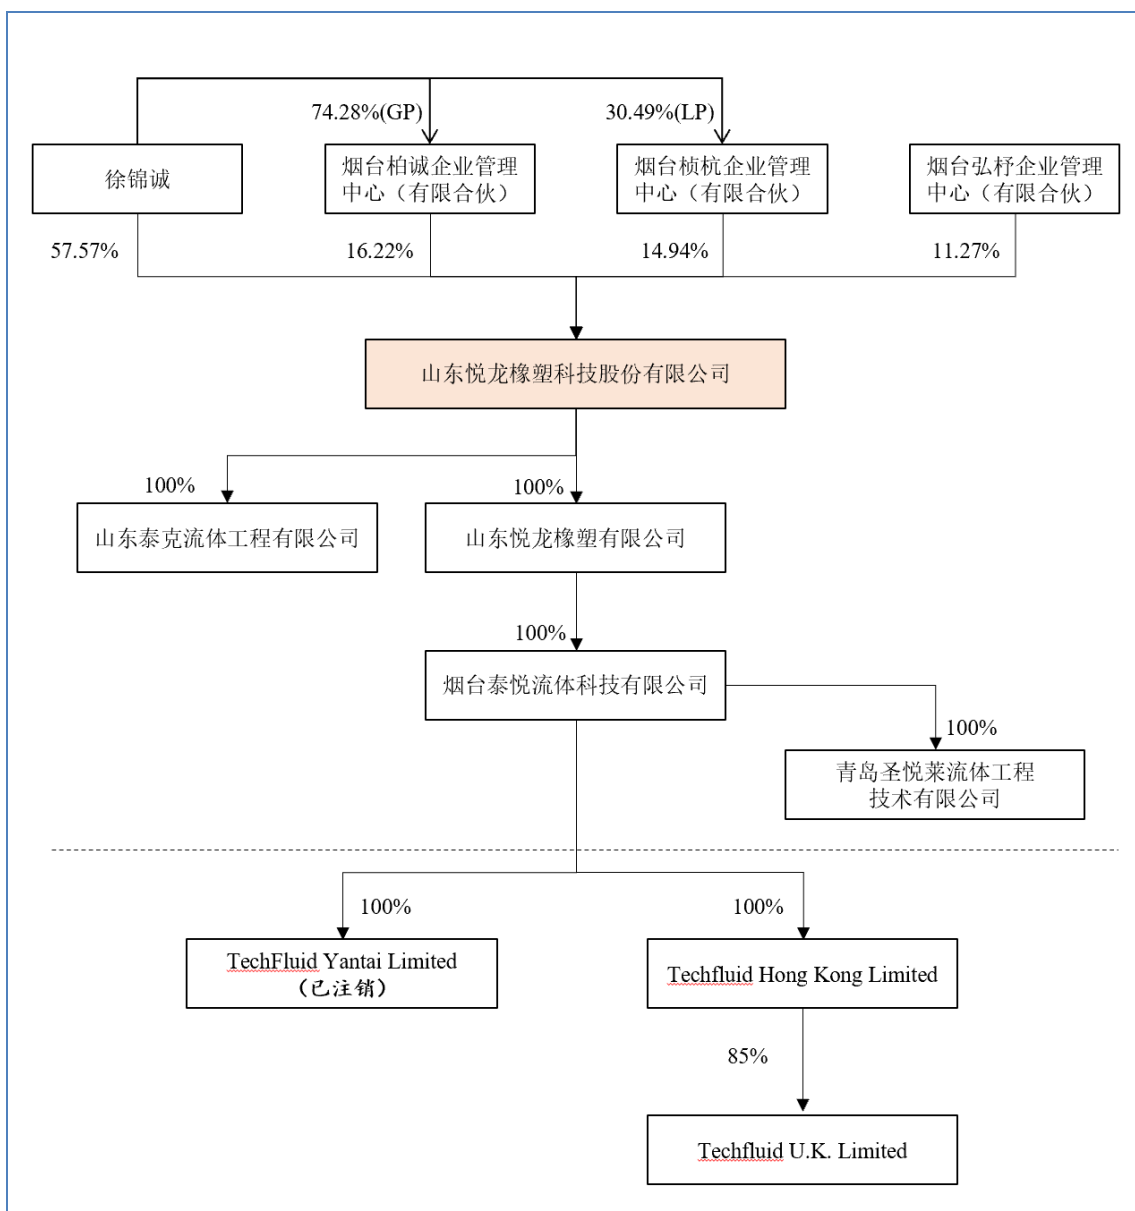 74.28%(GP)
30.49%(LP)
徐锦诚
烟台柏诚企业管理
中心（有限合伙）
烟台桢杭企业管理
中心（有限合伙）
烟台弘杼企业管理
中心（有限合伙）
57.57%
16.22%
14.94%
11.27%
山东悦龙橡塑科技股份有限公司
100%
100%
山东泰克流体工程有限公司
山东悦龙橡塑有限公司
100%
烟台泰悦流体科技有限公司
100%
青岛圣悦莱流体工程
技术有限公司
100%
100%
TechFluid Yantai Limited
（已注销）
Techfluid Hong Kong Limited
85%
Techfluid U.K. Limited